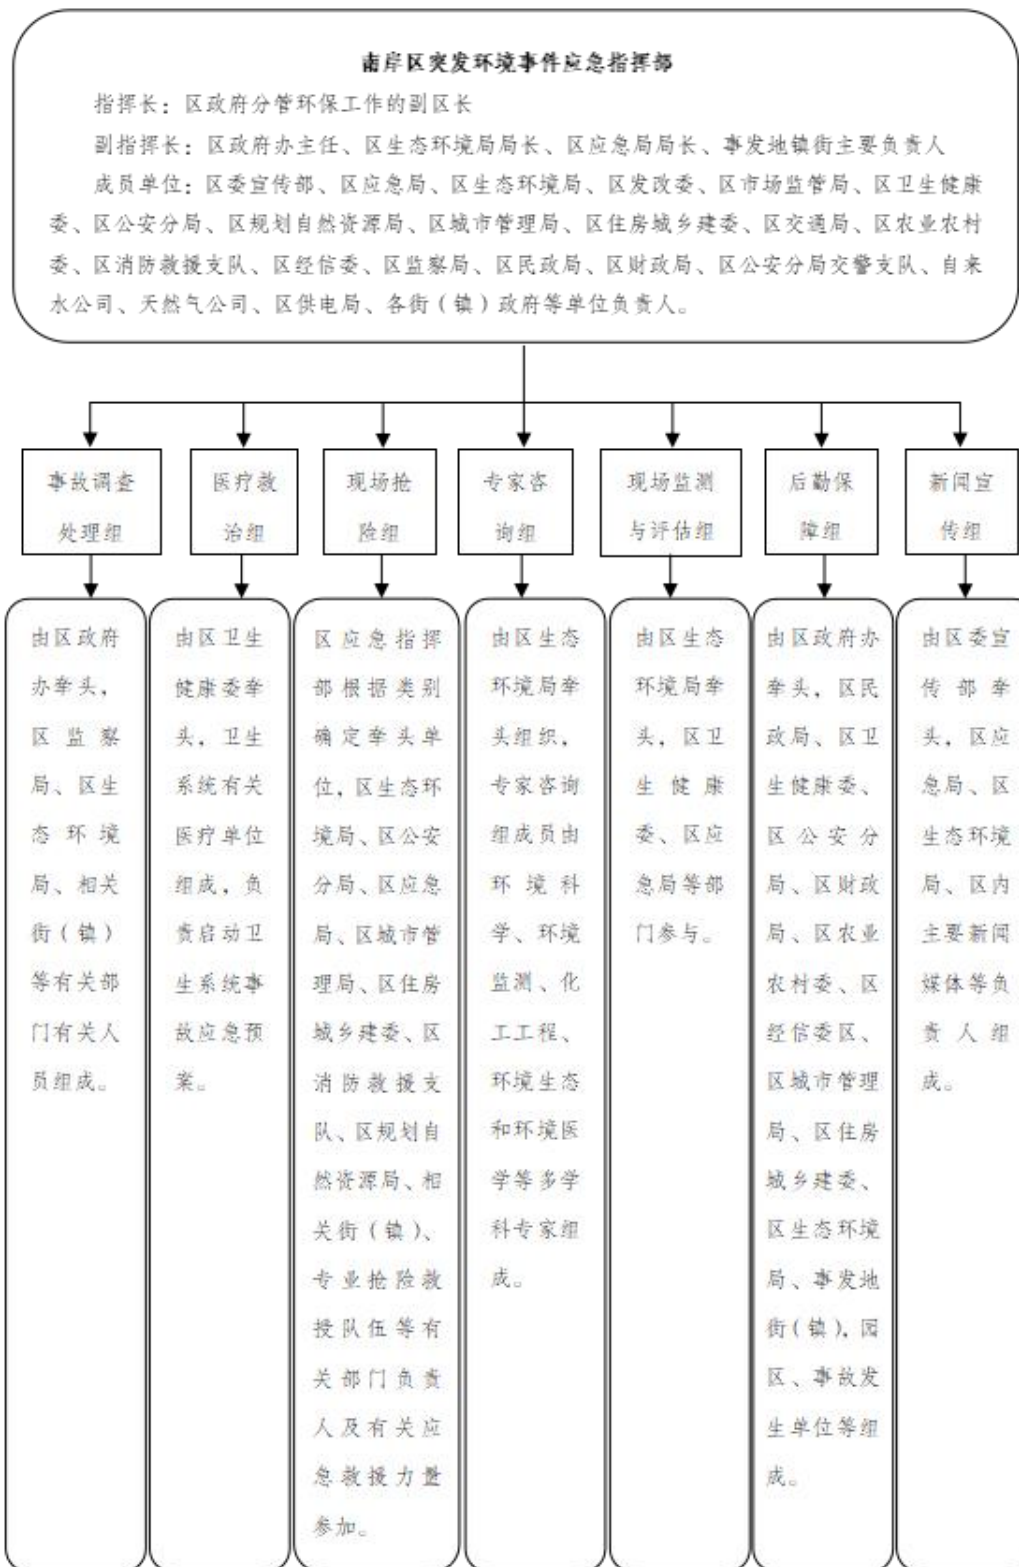 南岸区突发环境事件应急指挥部
指挥长：区政府分管环保工作的副区长
副指挥长：区政府办主任、区生态环境局局长、区应急局局长、事发地镇街主要负责人
成员单位：区委宣传部、区应急局、区生态环境局、区发改委、区市场监管局、区卫生健康
委、区公安分局、区规划自然资源局、区城市管理局、区住房城乡建委、区交通局、区农业农村
委、区消防救援支队、区经信委、区监察局、区民政局、区财政局、区公安分局交警支队、自来
水公司、天然气公司、区供电局、各街（镇）政府等单位负责人。
事故调查
处理组
医疗救
治组
现场抢
险组
专家咨
询组
现场监测
与评估组
后勤保
障组
新闻宣
传组
由区政府
办牵头，
区监察
局、区生
态环境
局、相关
街（镇）
等有关部
门有关人
员组成。
由区卫生
健康委牵
头，卫生
系统有关
医疗单位
组成，负
责启动卫
生系统事
故应急预
案。
区应急指挥
部根据类别
确定牵头单
位，区生态环
境局、区公安
分局、区应急
局、区城市管
理局、区住房
城乡建委、区
消防救援支
队、区规划自
然资源局、相
关街（镇）、
专业抢险救
授队伍等有
关部门负责
人及有关应
急救援力量
参加。
由区生态
环境局牵
头组织，
专家咨询
组成员由
环境科
学、环境
监测、化
工工程、
环境生态
和环境医
学等多学
科专家组
成。
由区生态
环境局牵
头，区卫
生健康
委、区应
急局等部
门参与。
由区政府办
牵头，区民
政局、区卫
生健康委、
区公安分
局、区财政
局、区农业
农村委、区
经信委区、
区城市管理
局、区住房
城乡建委、
区生态环境
局、事发地
街（镇），园
区、事故发
生单位等组
成。
由区委宣
传部牵
头，区应
急局、区
生态环境
局、区内
主要新闻
媒体等负
责人组
成。